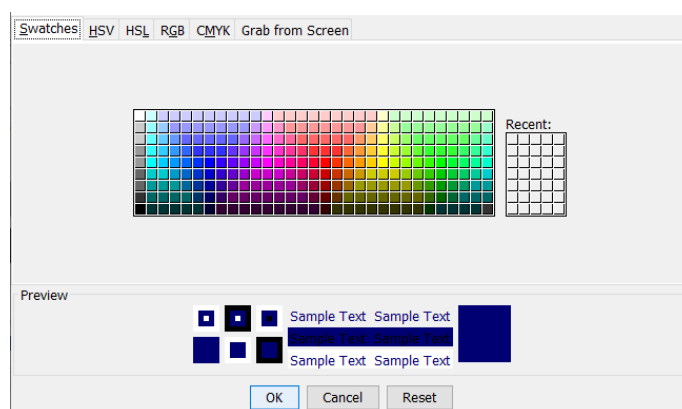 Swatches HSV HSL RGB CMYK Grab from Screen
Recent:
Preview
Sample Text Sample Text
Sample Text Sample Text
Sample Text Sample Text
OK Cancel Reset